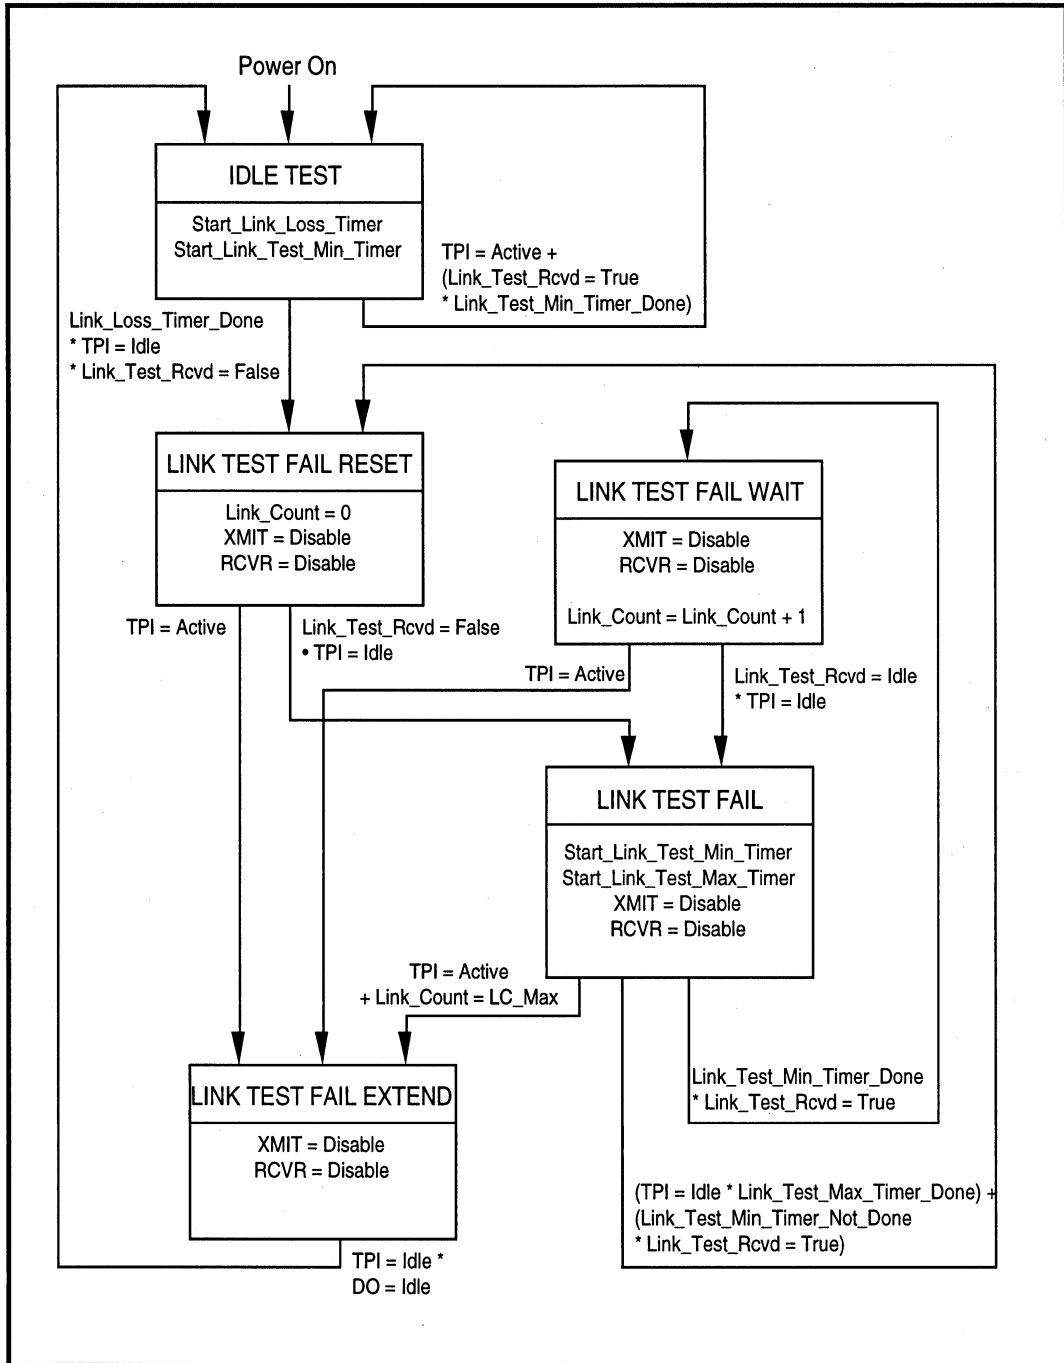 Power On
IDLE TEST
Start_Link_Loss_Timer
Start_Link_Test_Min_Timer
TPI = Active +
(Link_Test_Rcvd = True
* Link_Test_Min_Timer_Done)
Link_Loss_Timer_Done
* TPI = Idle
* Link_Test_Rcvd = False
LINK TEST FAIL RESET
Link_Count = 0
XMIT = Disable
RCVR = Disable
LINK TEST FAIL WAIT
XMIT = Disable
RCVR = Disable
Link_Count = Link_Count + 1
TPI = Active
Link_Test_Rcvd = False
• TPI = Idle
TPI = Active
Link_Test_Rcvd = Idle
* TPI = Idle
LINK TEST FAIL
Start_Link_Test_Min_Timer
Start_Link_Test_Max_Timer
XMIT = Disable
RCVR = Disable
TPI = Active
+ Link_Count = LC_Max
LINK TEST FAIL EXTEND
XMIT = Disable
RCVR = Disable
Link_Test_Min_Timer_Done
* Link_Test_Rcvd = True
(TPI = Idle * Link_Test_Max_Timer_Done) +
(Link_Test_Min_Timer_Not_Done
* Link_Test_Rcvd = True)
TPI = Idle *
DO = Idle